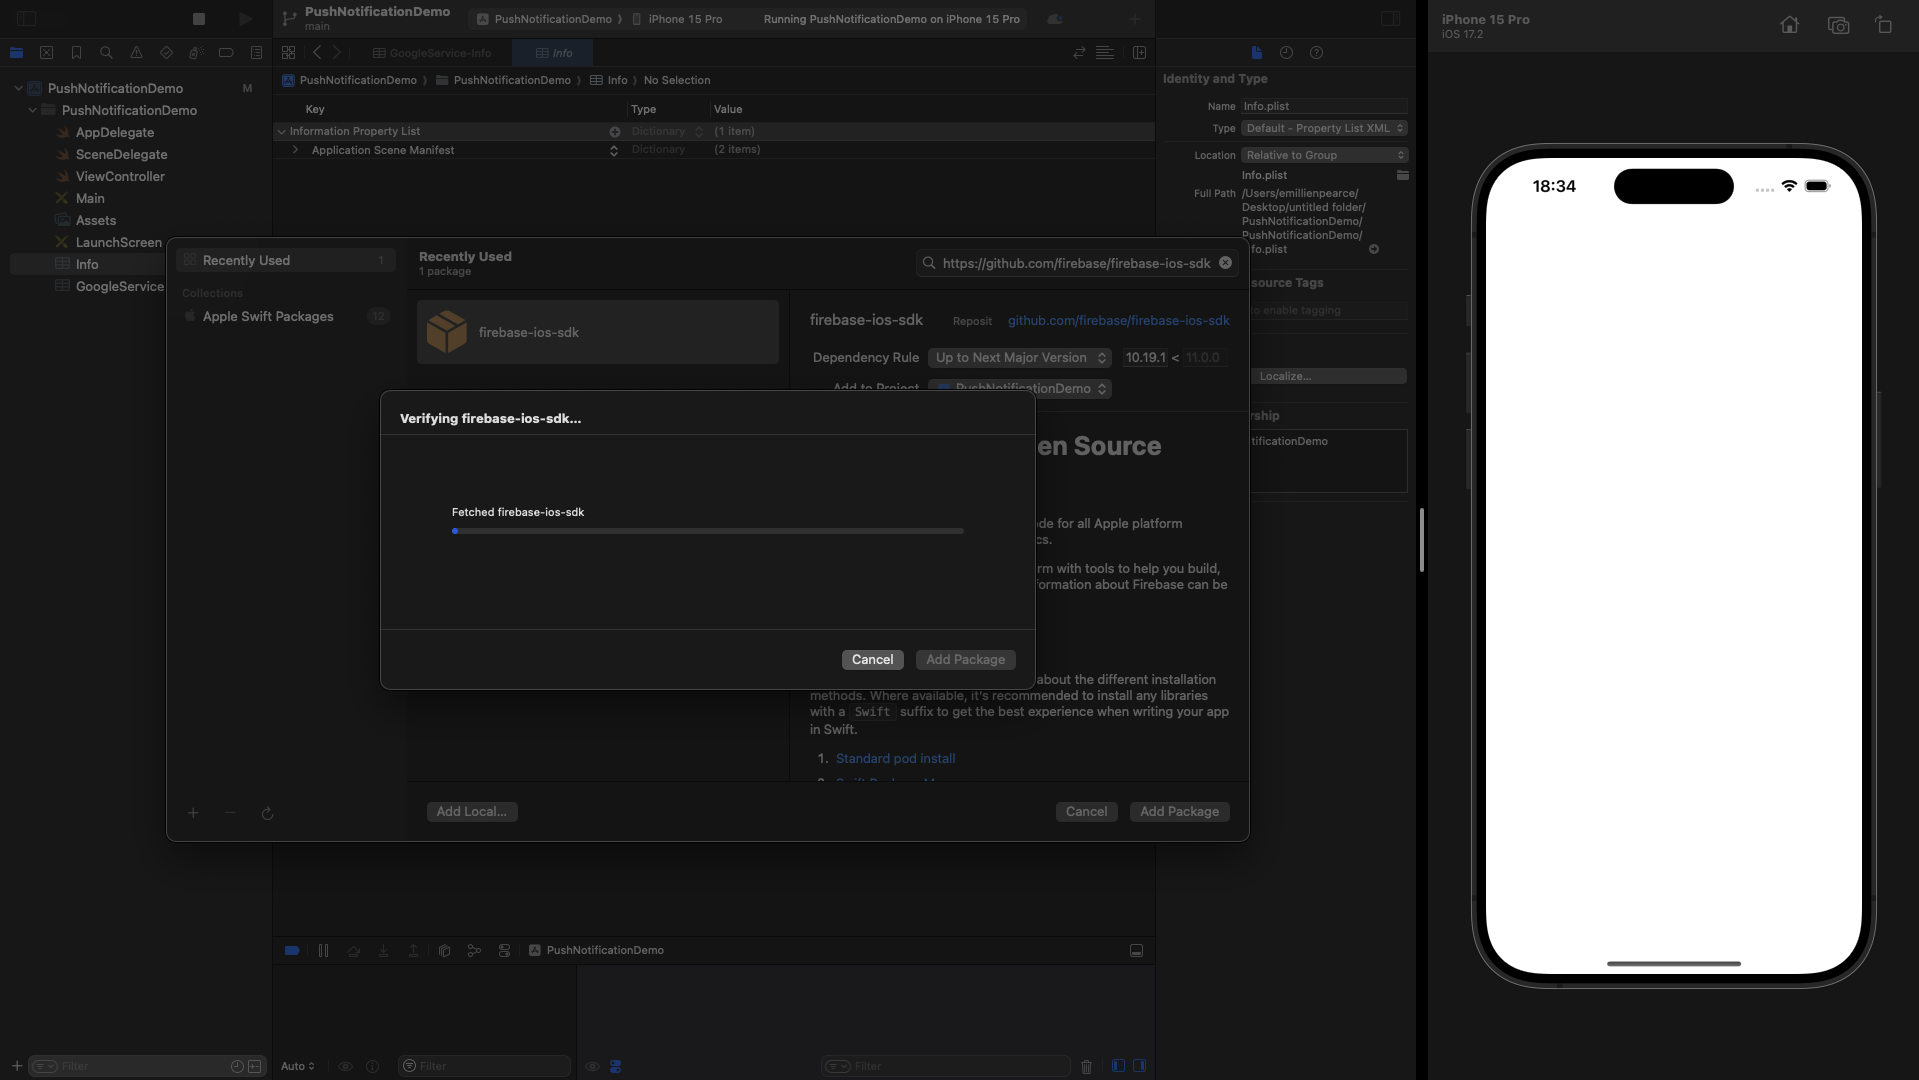 PushNotificationDemo
main
PushNotificationDemo
iPhone 15 Pro
Running PushNotificationDemo on iPhone 15 Pro
GoogleService-Info
Info
PushNotificationDemo
PushNotificationDemo
Info
No Selection
PushNotificationDemo
M
PushNotificationDemo
AppDelegate
SceneDelegate
ViewController
Main
Assets
LaunchScreen
Info
GoogleService
Key
Type
Value
Information Property List
Dictionary
(1 item)
Application Scene Manifest
Dictionary
(2 items)
Identity and Type
Name
Info.plist
Type
Default - Property List XML
Location
Relative to Group
Info.plist
Full Path
/Users/emillienpearce/
Desktop/untitled folder/
PushNotificationDemo/
PushNotificationDemo/
fo.plist
source Tags
to enable tagging
Localize...
rship
tificationDemo
Recently Used
1
Collections
Apple Swift Packages
12
Recently Used
1 package
https://github.com/firebase/firebase-ios-sdk
firebase-ios-sdk
firebase-ios-sdk
Reposit
github.com/firebase/firebase-ios-sdk
Dependency Rule
Up to Next Major Version
10.19.1
<
11.0.0
Add to Project
PushNotificationDemo
en Source
de for all Apple platform
cs.
rm with tools to help you build,
formation about Firebase can be
about the different installation
methods. Where available, it's recommended to install any libraries
with a Swift suffix to get the best experience when writing your app
in Swift.
1. Standard pod install
Verifying firebase-ios-sdk...
Fetched firebase-ios-sdk
Cancel
Add Package
Add Local...
Cancel
Add Package
PushNotificationDemo
Filter
Auto
Filter
Filter
iPhone 15 Pro
iOS 17.2
18:34